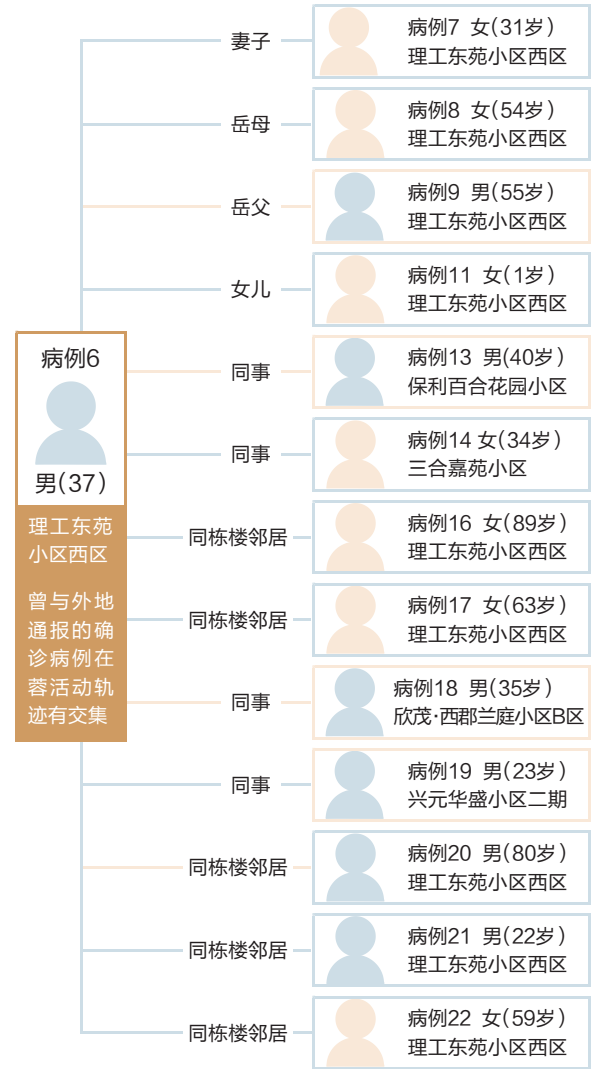 病例6
男(37)
理工东苑
小区西区
曾与外地
通报的确
诊病例在
蓉活动轨
迹有交集
妻子
病例7 女(31岁)
理工东苑小区西区
岳母
病例8 女(54岁)
理工东苑小区西区
岳父
病例9 男(55岁)
理工东苑小区西区
女儿
病例11 女(1岁)
理工东苑小区西区
同事
病例13 男(40岁)
保利百合花园小区
同事
病例14 女(34岁)
三合嘉苑小区
同栋楼邻居
病例16 女(89岁)
理工东苑小区西区
同栋楼邻居
病例17 女(63岁)
理工东苑小区西区
同事
病例18 男(35岁)
欣茂·西郡兰庭小区B区
同事
病例19 男(23岁)
兴元华盛小区二期
同栋楼邻居
病例20 男(80岁)
理工东苑小区西区
同栋楼邻居
病例21 男(22岁)
理工东苑小区西区
同栋楼邻居
病例22 女(59岁)
理工东苑小区西区